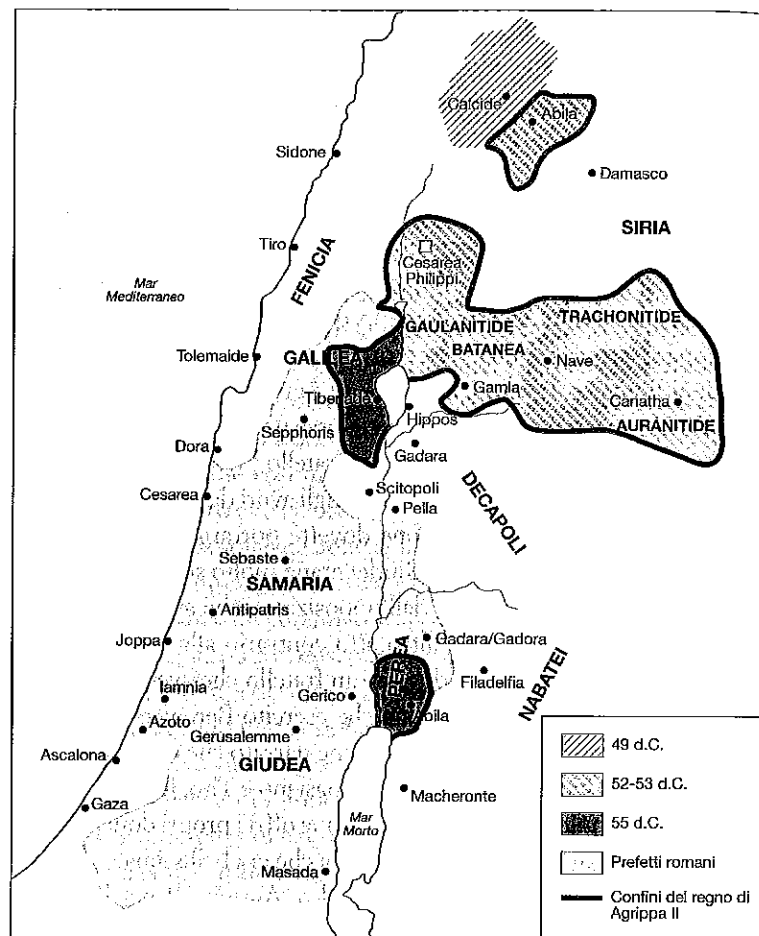 Calcide
Abila
Sidone
Damasco
SIRIA
Tiro
FENICIA
Cesarea
Philippi
Mar
Mediterraneo
TRACHONITIDE
GAULANITIDE
BATANEA
Tolemaide
GALILEA
Nave
Gamla
Tiberiade
Canatha
Hippos
Sepphoris
AURANITIDE
Dora
Gadara
Scitopoli
Cesarea
Pella
DECAPOLI
Sebaste
SAMARIA
Antipatris
Joppa
Gadara/Gadora
PEREA
Filadelfia
NABATEI
Iamnia
Gerico
Azoto
Gerusalemme
Abila
Ascalona
GIUDEA
Macheronte
Gaza
Mar
Morto
Masada
49 d.C.
52-53 d.C.
55 d.C.
Prefetti romani
Confini del regno di
Agrippa II